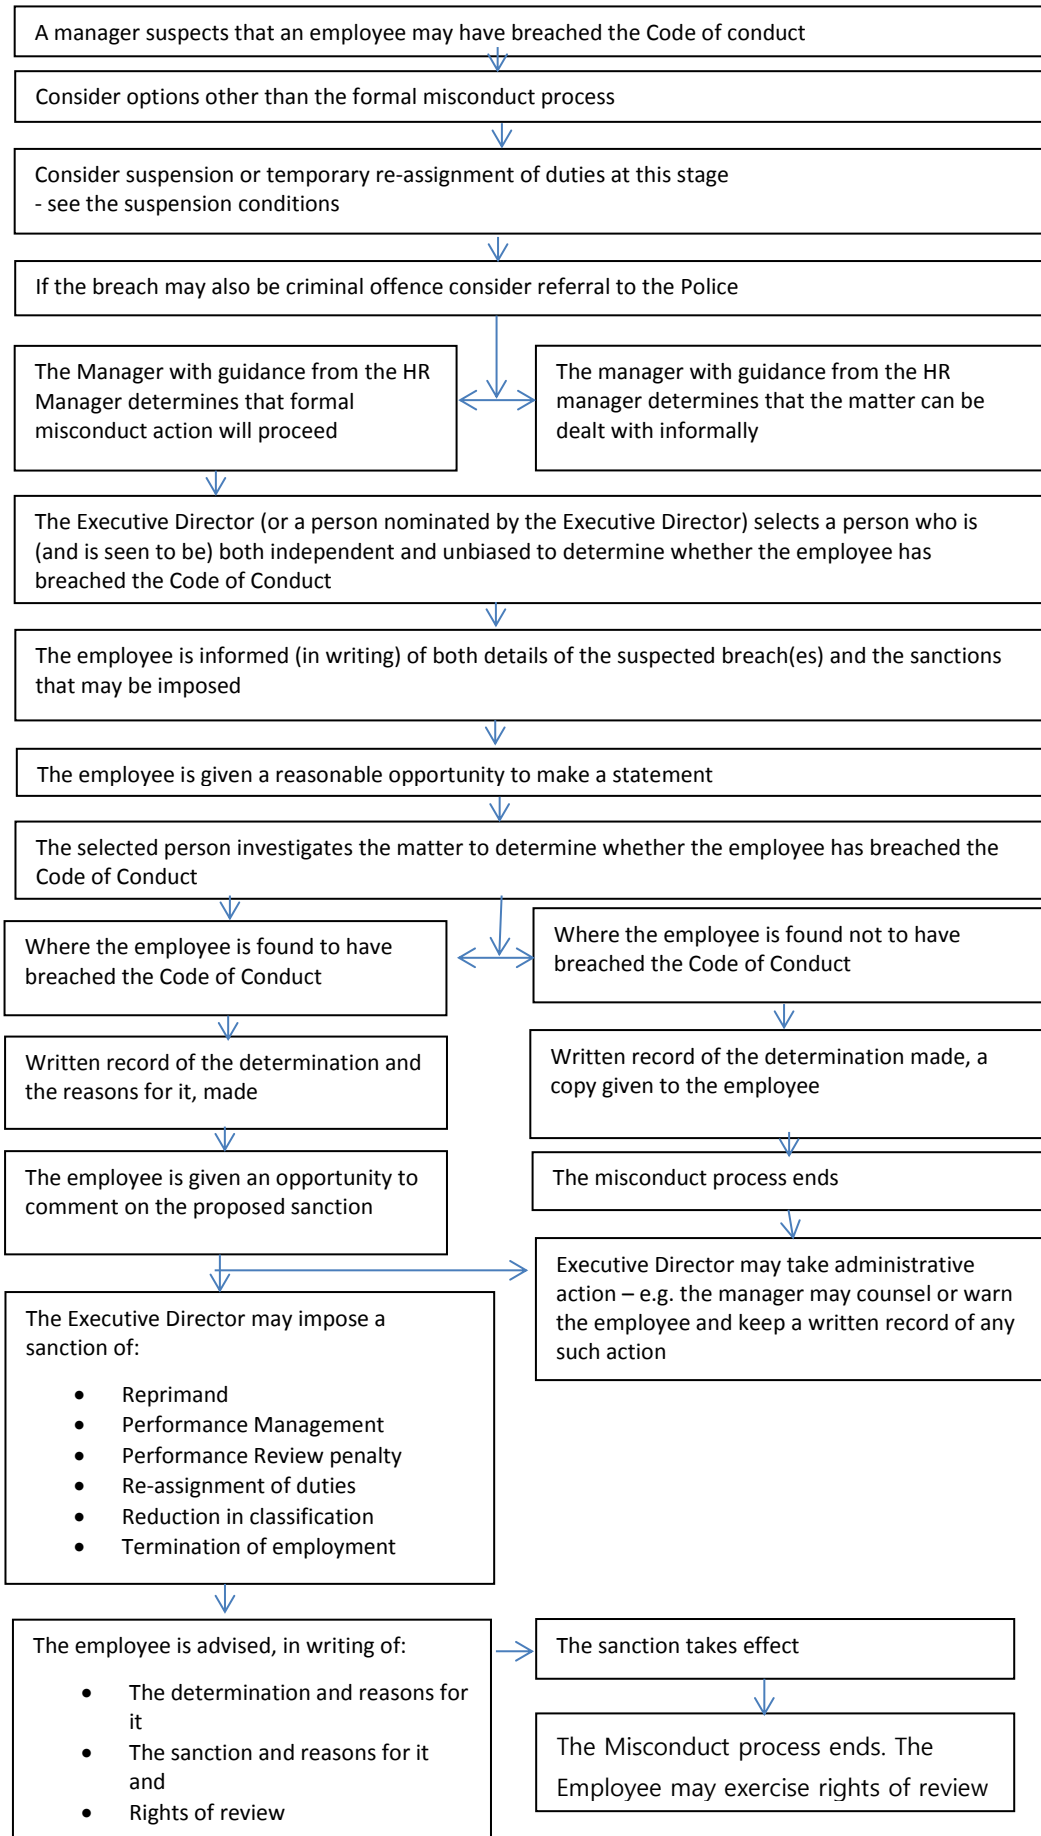 A manager suspects that an employee may have breached the Code of conduct
Consider options other than the formal misconduct process
Consider suspension or temporary re-assignment of duties at this stage
- see the suspension conditions
If the breach may also be criminal offence consider referral to the Police
The Manager with guidance from the HR
Manager determines that formal
misconduct action will proceed
The manager with guidance from the HR
manager determines that the matter can be
dealt with informally
The Executive Director (or a person nominated by the Executive Director) selects a person who is
(and is seen to be) both independent and unbiased to determine whether the employee has
breached the Code of Conduct
The employee is informed (in writing) of both details of the suspected breach(es) and the sanctions
that may be imposed
The employee is given a reasonable opportunity to make a statement
The selected person investigates the matter to determine whether the employee has breached the
Code of Conduct
Where the employee is found to have
breached the Code of Conduct
Where the employee is found not to have
breached the Code of Conduct
Written record of the determination and
the reasons for it, made
Written record of the determination made, a
copy given to the employee
The employee is given an opportunity to
comment on the proposed sanction
The misconduct process ends
Executive Director may take administrative
action – e.g. the manager may counsel or warn
the employee and keep a written record of any
such action
The Executive Director may impose a
sanction of:
• Reprimand
• Performance Management
• Performance Review penalty
• Re-assignment of duties
• Reduction in classification
• Termination of employment
The employee is advised, in writing of:
• The determination and reasons for
it
• The sanction and reasons for it
and
• Rights of review
The sanction takes effect
The Misconduct process ends. The
Employee may exercise rights of review